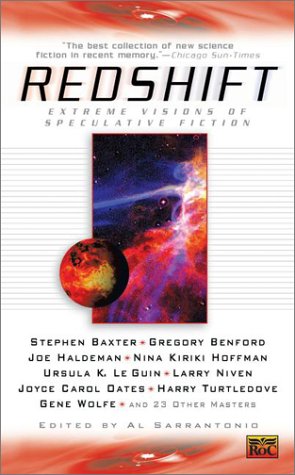 "The best collection of new science
fiction in recent memory."—Chicago Sun-Times
REDSHIFT
EXTREME VISIONS OF
SPECULATIVE FICTION
STEPHEN BAXTER * GREGORY BENFORD
JOE HALDEMAN * NINA KIRIKI HOFFMAN
URSULA K. LE GUIN * LARRY NIVEN
JOYCE CAROL OATES * HARRY TURTLEDOVE
GENE WOLFE * AND 23 OTHER MASTERS
EDITED BY AL SARRANTONIO
ROC